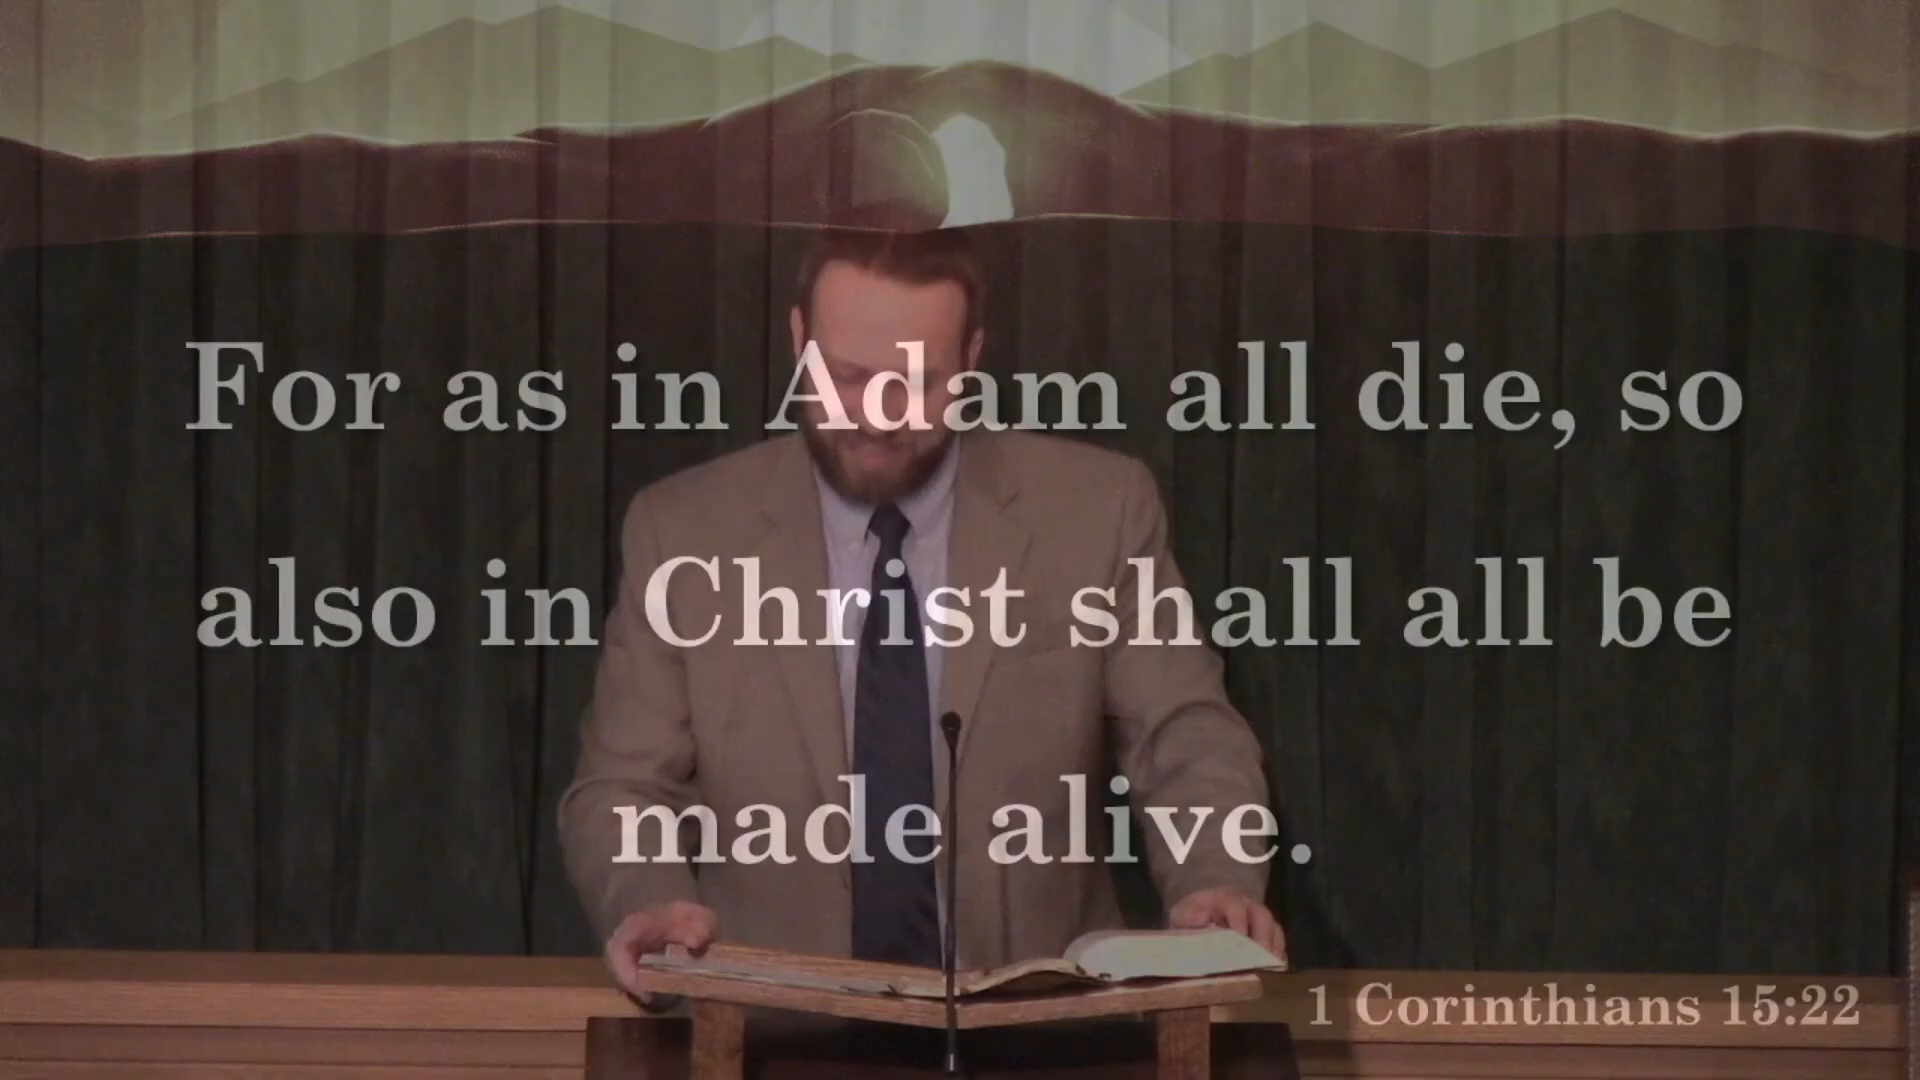 For as in Adam all die, so
also in Christ shall all be
made alive.
1 Corinthians 15:22